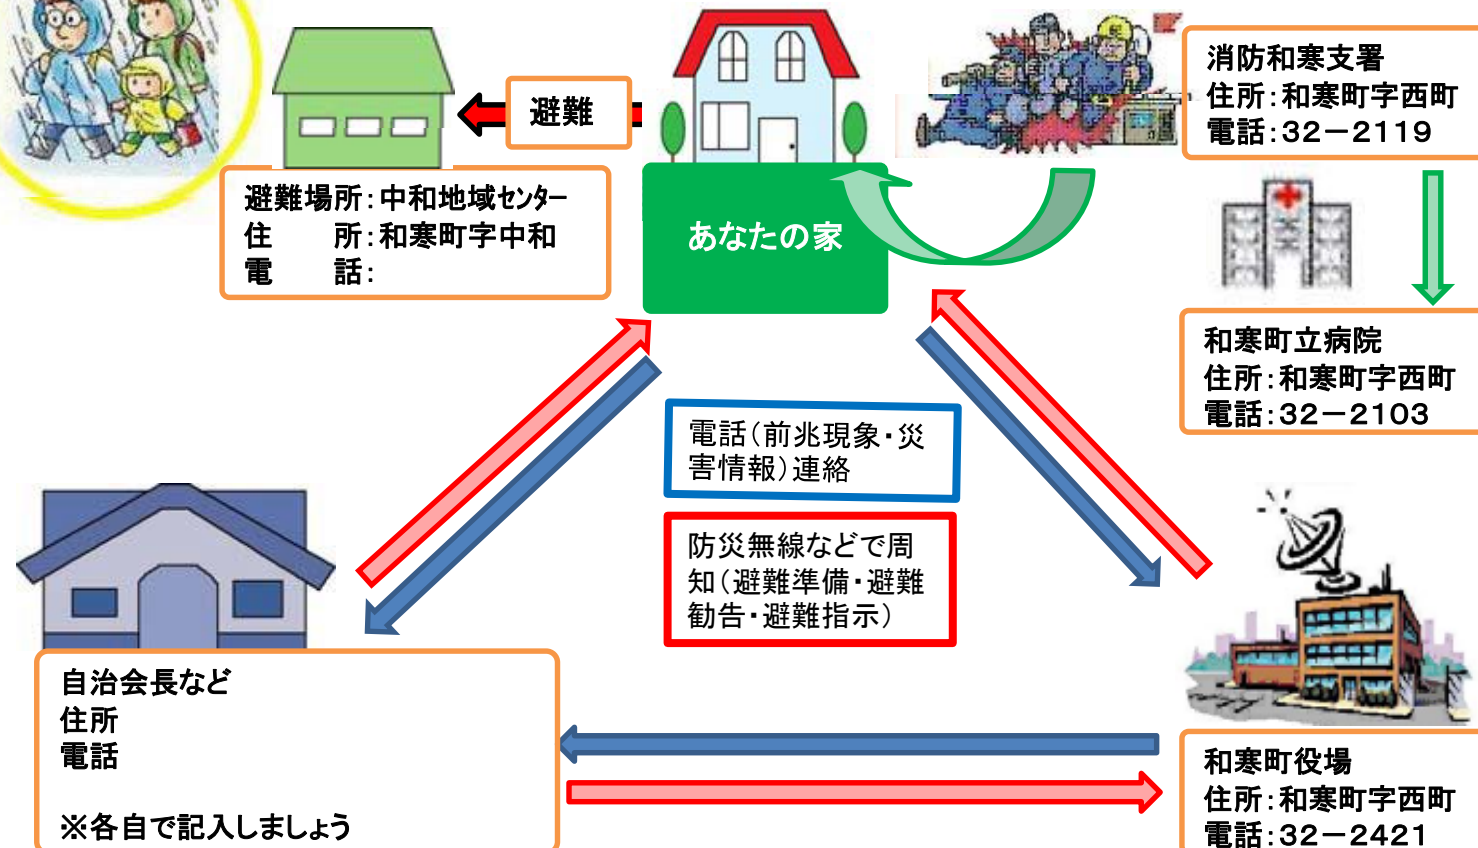 避難
消防和寒支署
住所：和寒町字西町
電話：32－2119
避難場所：中和地域センター
住　　所：和寒町字中和
電　　話：
あなたの家
和寒町立病院
住所：和寒町字西町
電話：32－2103
電話（前兆現象・災
害情報）連絡
防災無線などで周
知（避難準備・避難
勧告・避難指示）
自治会長など
住所
電話
※各自で記入しましょう
和寒町役場
住所：和寒町字西町
電話：32－2421